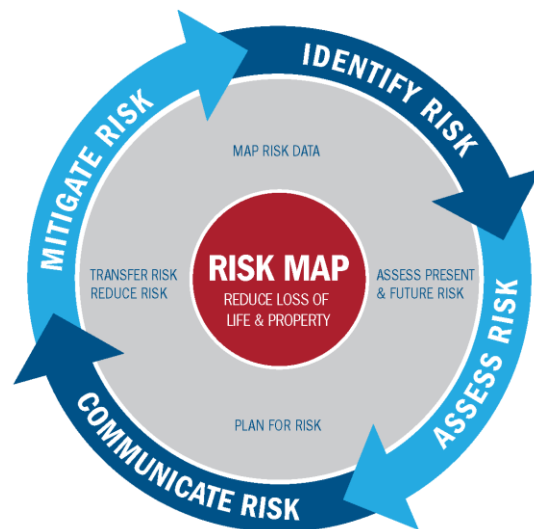 IDENTIFY RISK
MAP RISK DATA
MITIGATE RISK
RISK MAP
REDUCE LOSS OF
LIFE & PROPERTY
TRANSFER RISK
REDUCE RISK
ASSESS PRESENT
& FUTURE RISK
ASSESS RISK
PLAN FOR RISK
COMMUNICATE RISK